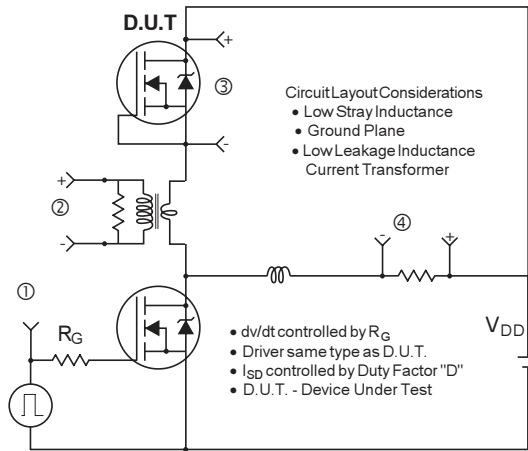 D.U.T
+
③
-
Circuit Layout Considerations
• Low Stray Inductance
• Ground Plane
• Low Leakage Inductance
Current Transformer
+
②
-
④
- +
①
RG
VDD
• dv/dt controlled by RG
• Driver same type as D.U.T.
• ISD controlled by Duty Factor "D"
• D.U.T. - Device Under Test